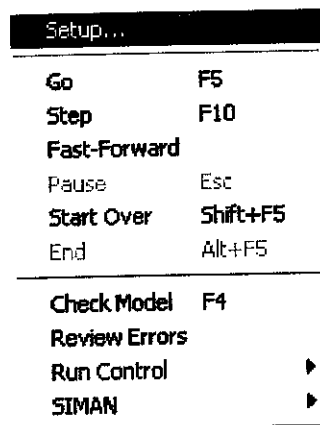 Setup...
Go F5
Step F10
Fast-Forward
Pause Esc
Start Over Shift+F5
End Alt+F5
Check Model F4
Review Errors
Run Control
SIMAN